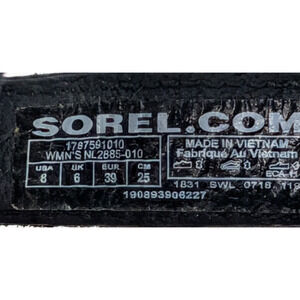 SOREL.COM
1787591010
WMN'S NL2885-010
USA UK EUR CM
8 6 39 25
MADE IN VIETNAM
Fabriqué Au Vietnam
1831 SWL 0718
190893906227